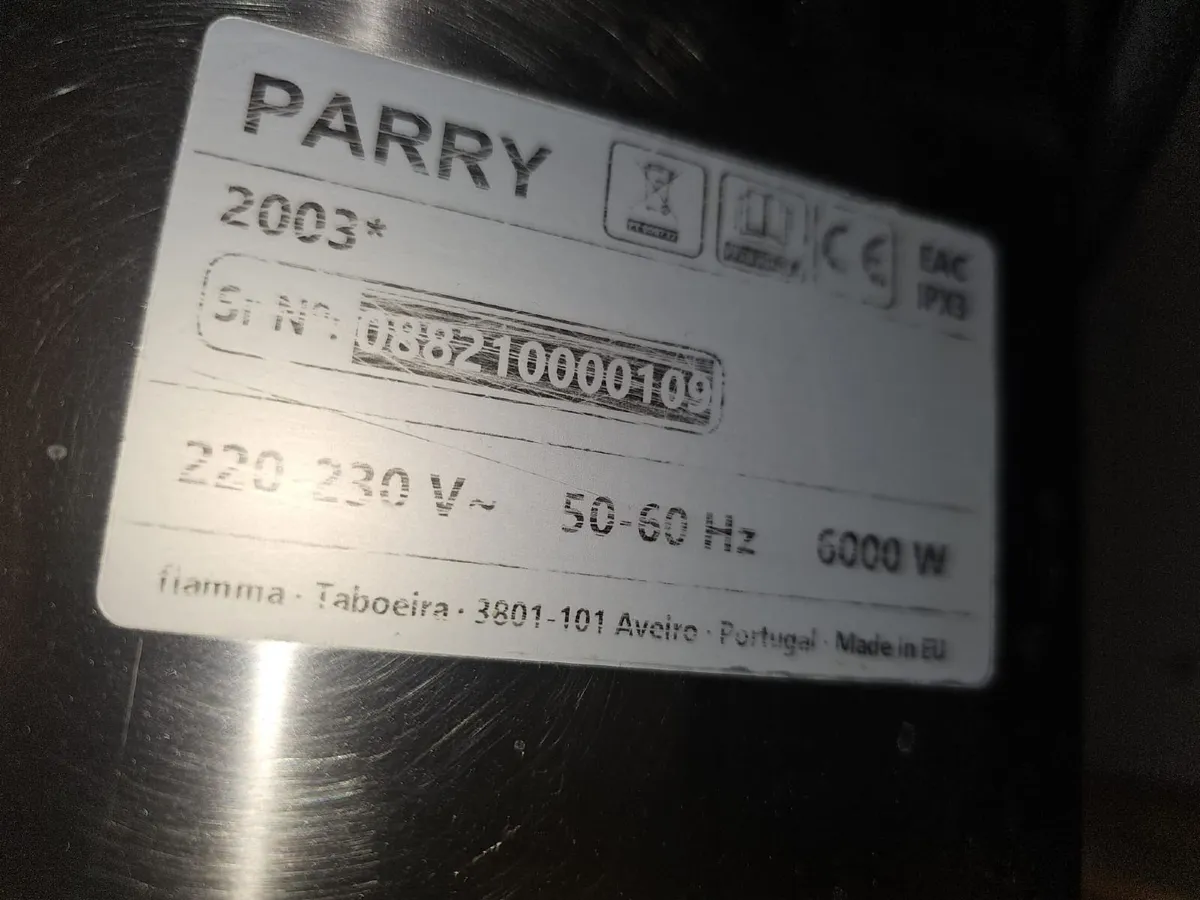 PARRY
2003*
EAC
IPX3
CE
Sr Nº: 088210000109
220-230 V~ 50-60 Hz 6000 W
fiamma · Taboeira · 3801-101 Aveiro · Portugal · Made in EU